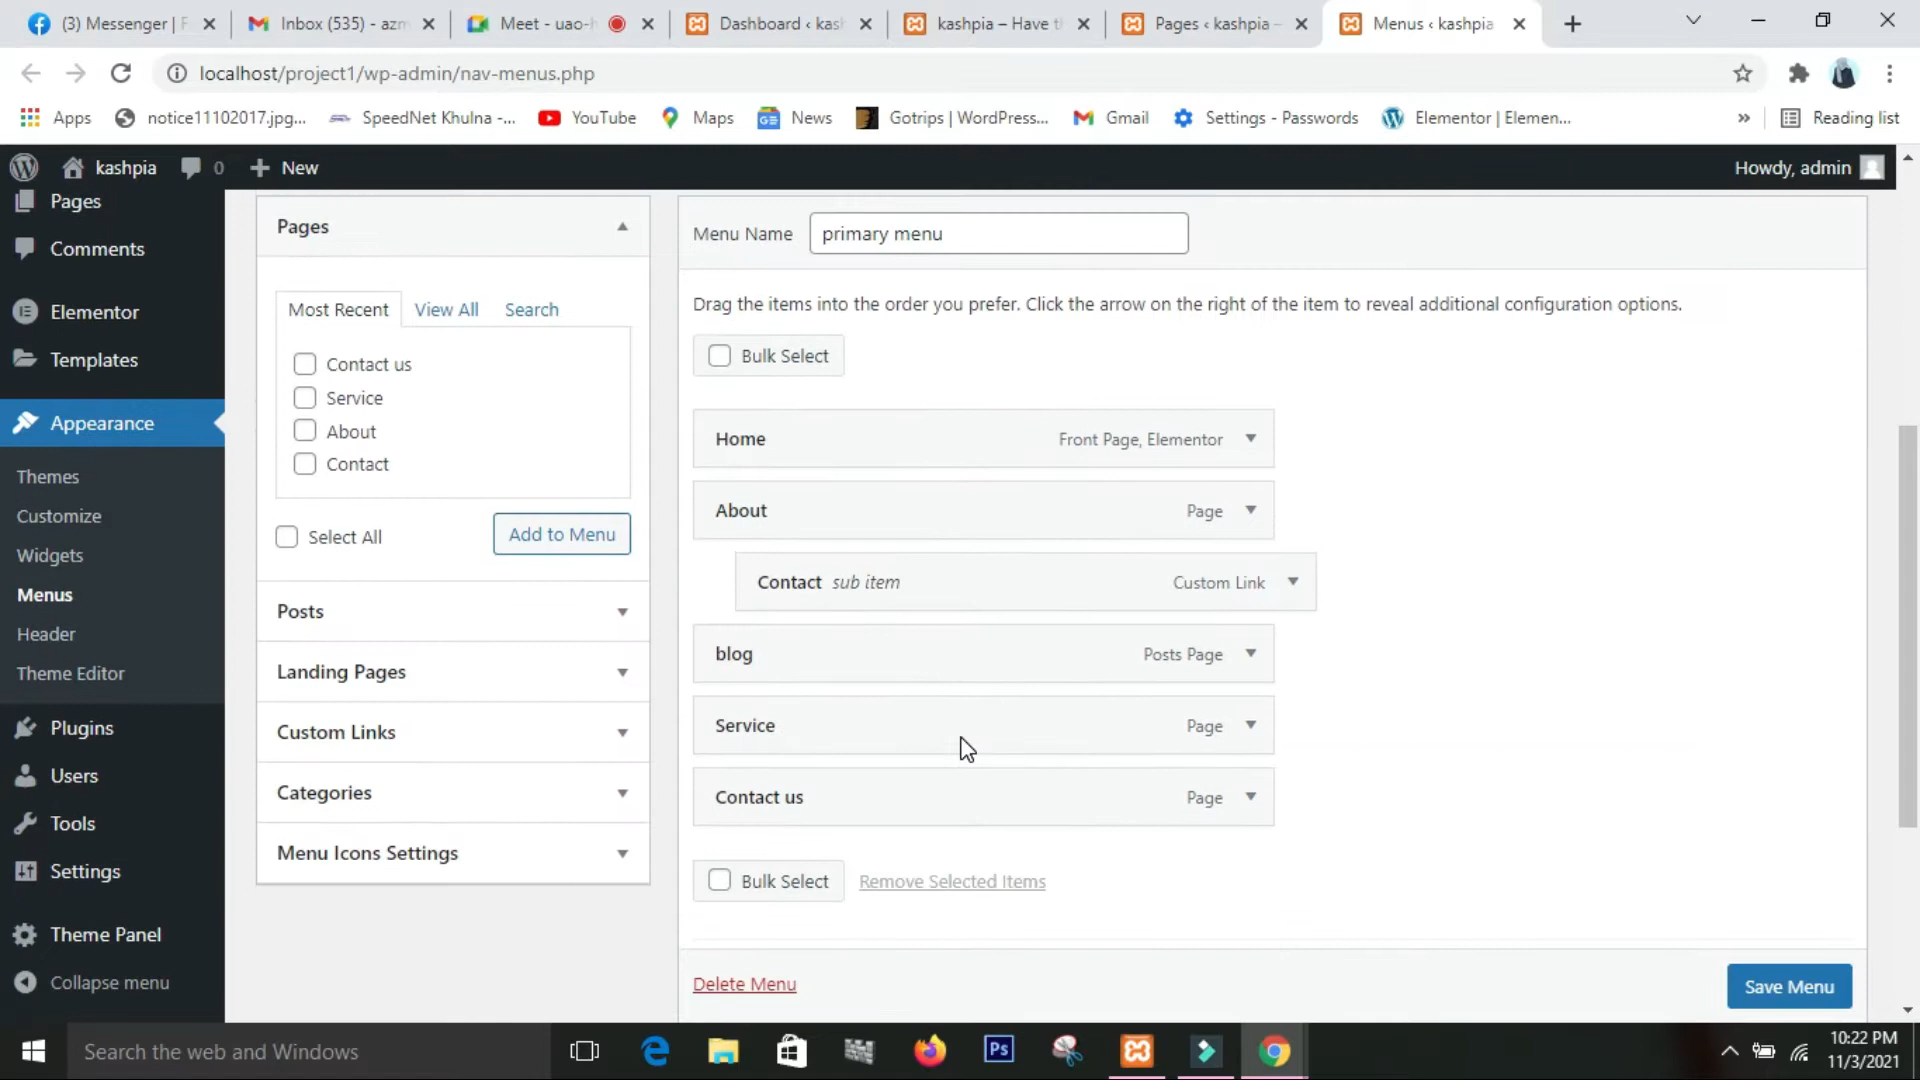 (3) Messenger | F
Inbox (535) - azm
Meet - uao-h
Dashboard ‹ kash
kashpia – Have th
Pages ‹ kashpia –
Menus ‹ kashpia
localhost/project1/wp-admin/nav-menus.php
Apps
notice11102017.jpg...
SpeedNet Khulna -...
YouTube
Maps
News
Gotrips | WordPress...
Gmail
Settings - Passwords
Elementor | Elemen...
»
Reading list
kashpia
0
New
Howdy, admin
Pages
Comments
Elementor
Templates
Appearance
Themes
Customize
Widgets
Menus
Header
Theme Editor
Plugins
Users
Tools
Settings
Theme Panel
Collapse menu
Pages
Most Recent
View All
Search
Contact us
Service
About
Contact
Select All
Add to Menu
Posts
Landing Pages
Custom Links
Categories
Menu Icons Settings
Menu Name
primary menu
Drag the items into the order you prefer. Click the arrow on the right of the item to reveal additional configuration options.
Bulk Select
Home
Front Page, Elementor
About
Page
Contact sub item
Custom Link
blog
Posts Page
Service
Page
Contact us
Page
Bulk Select
Remove Selected Items
Delete Menu
Save Menu
Search the web and Windows
Ps
10:22 PM
11/3/2021